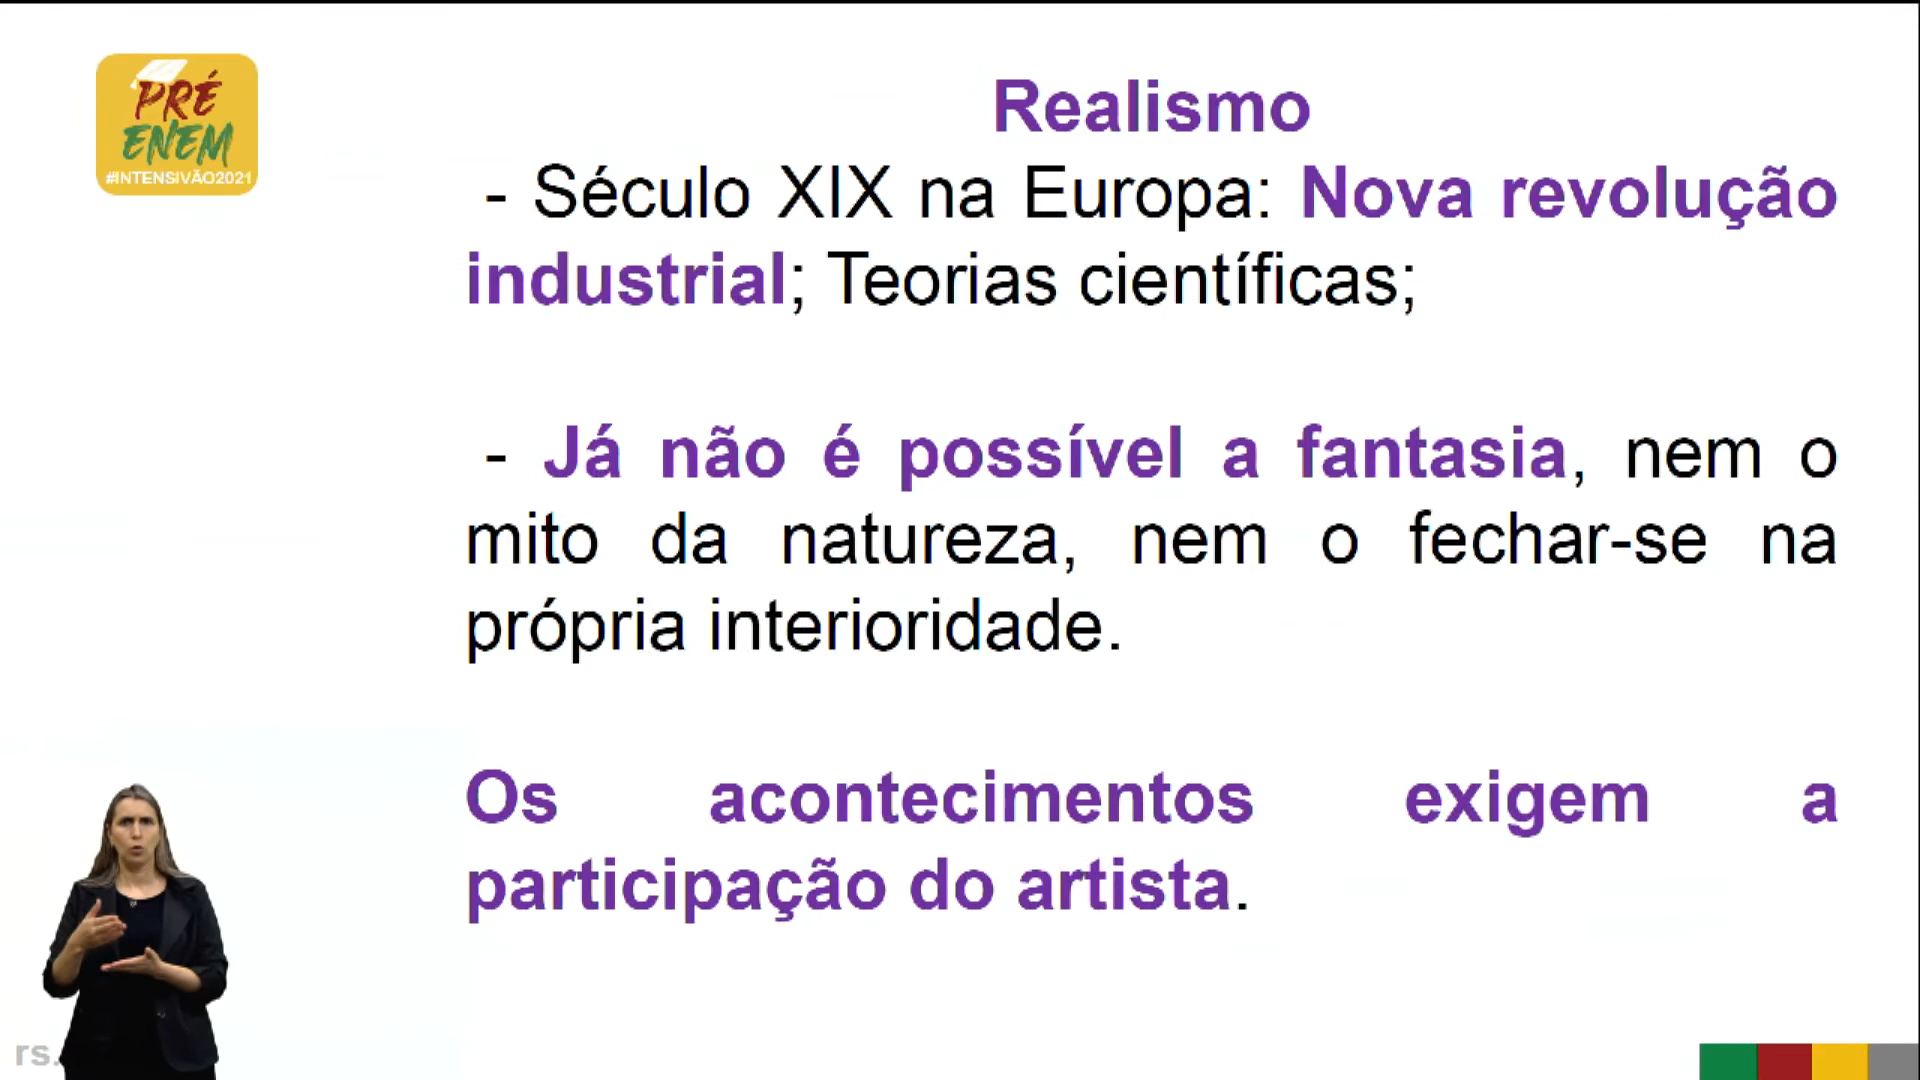 PRÉ
ENEM
#INTENSIVÃO2021
Realismo
- Século XIX na Europa: Nova revolução
industrial; Teorias científicas;
- Já não é possível a fantasia, nem o
mito da natureza, nem o fechar-se na
própria interioridade.
Os acontecimentos exigem a
participação do artista.
rs.